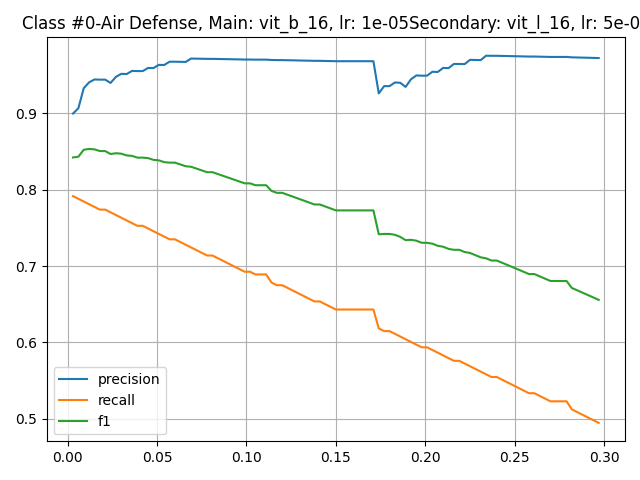 Class #0-Air Defense, Main: vit_b_16, lr: 1e-05Secondary: vit_l_16, lr: 5e-0
0.9
0.8
0.7
0.6
0.5
precision
recall
f1
0.00 0.05 0.10 0.15 0.20 0.25 0.30